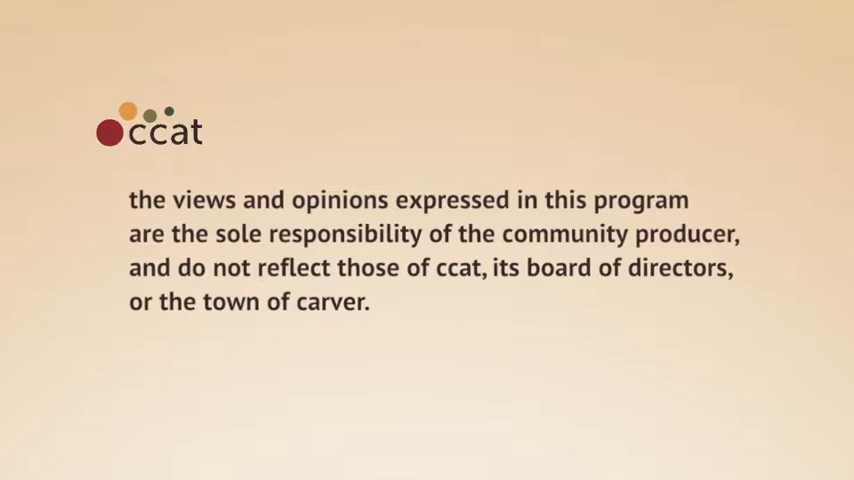 ccat
the views and opinions expressed in this program
are the sole responsibility of the community producer,
and do not reflect those of ccat, its board of directors,
or the town of carver.